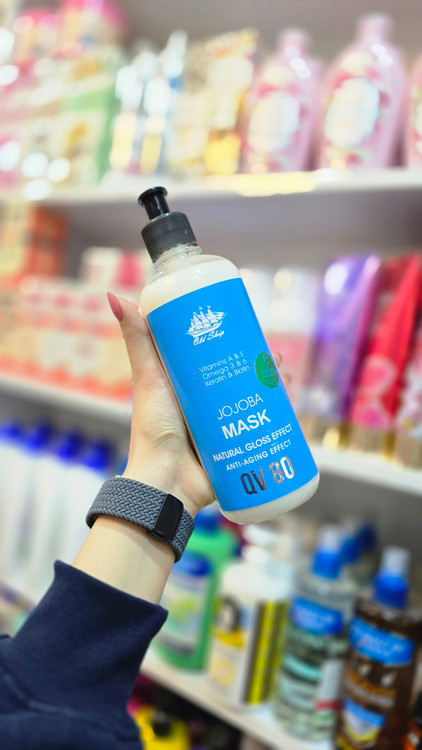 Old Ship
Vitamins A & E
Omega 3 & 6
Keratin & Biotin
JOJOBA
MASK
NATURAL GLOSS EFFECT
ANTI-AGING EFFECT
QV 80